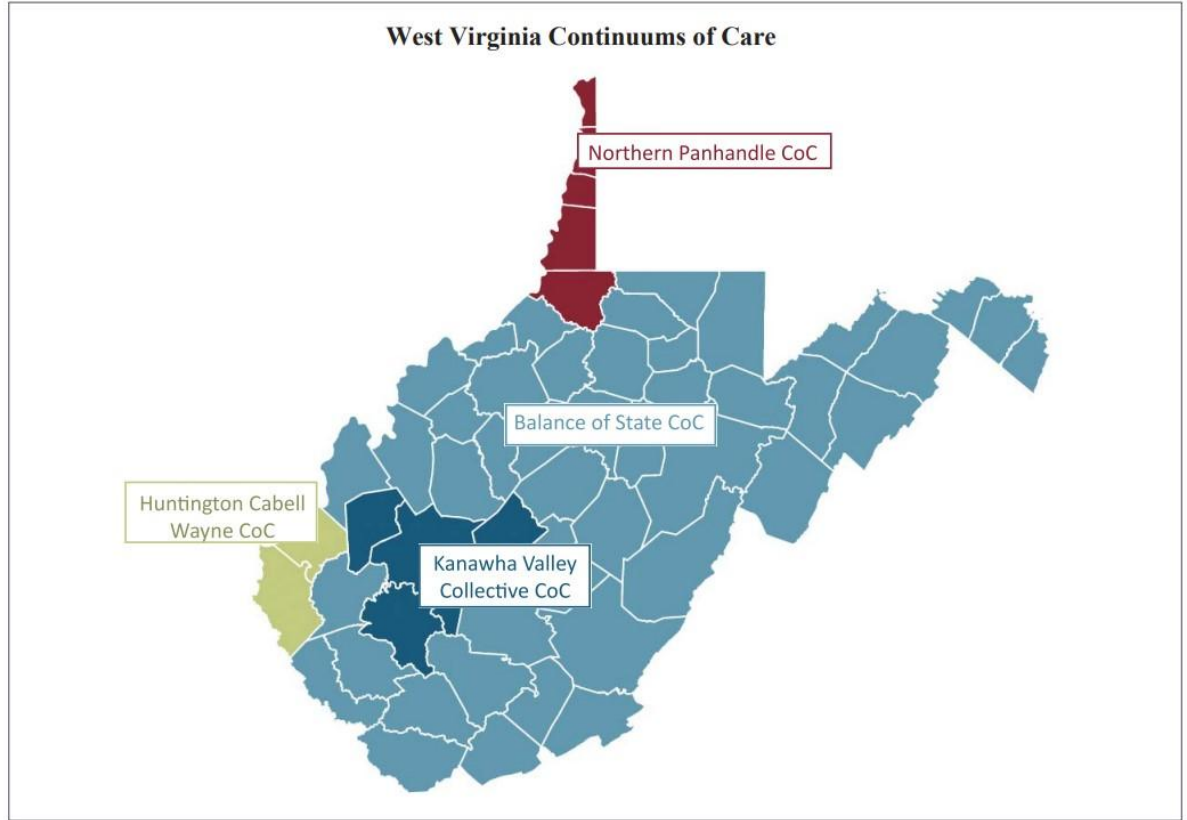 West Virginia Continuums of Care
Northern Panhandle CoC
Balance of State CoC
Huntington Cabell
Wayne CoC
Kanawha Valley
Collective CoC